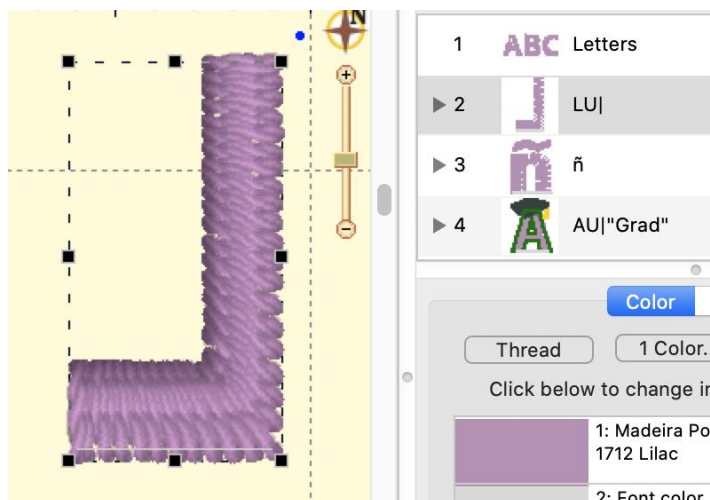 N
1 ABC Letters
2 LU|
3 ñ ñ
4 A AU|"Grad"
Color
Thread
1 Color..
Click below to change in
1: Madeira Po
1712 Lilac
2: Font color